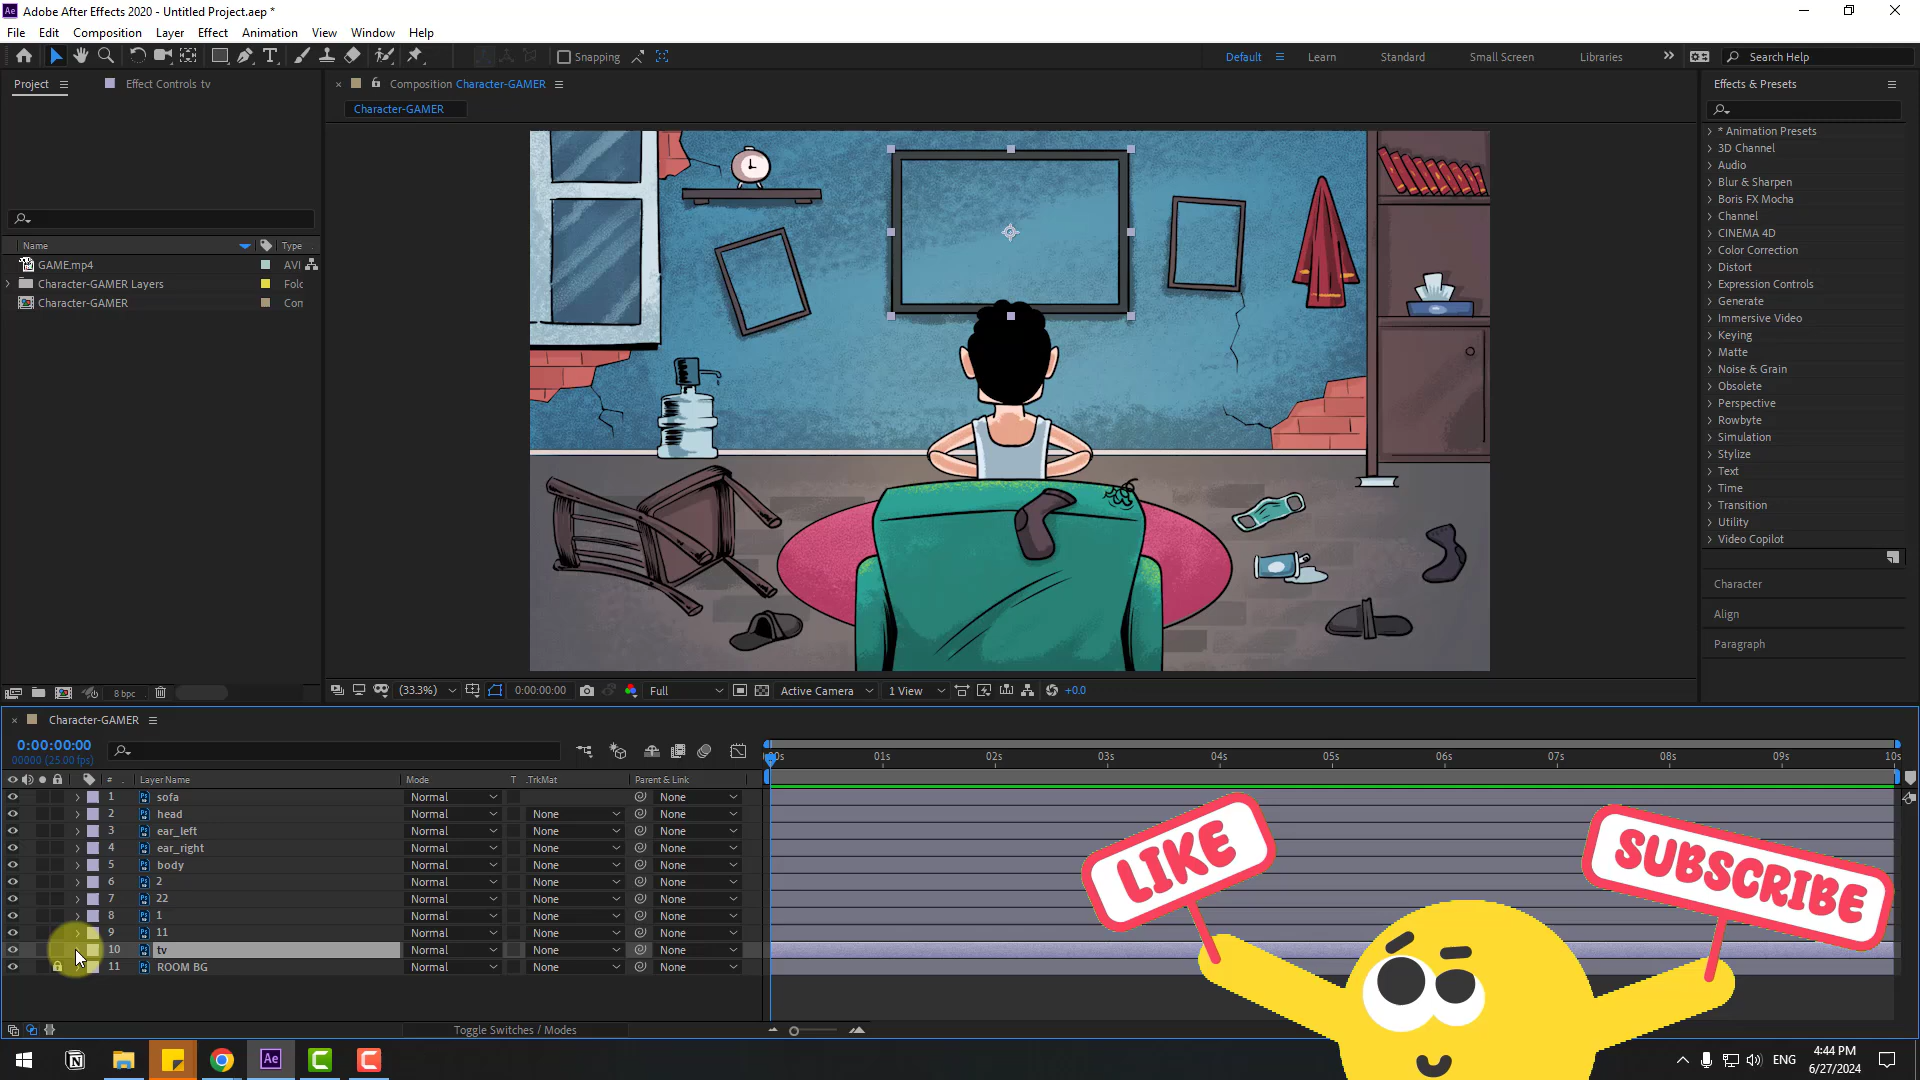 Ae Adobe After Effects 2020 - Untitled Project.aep *
File Edit Composition Layer Effect Animation View Window Help
Snapping
Default Learn Standard Small Screen Libraries Search Help
Project Effect Controls tv
Composition Character-GAMER
Character-GAMER
Name Type
GAME.mp4 AVI
Character-GAMER Layers Folc
Character-GAMER Con
8 bpc
(33.3%) 0:00:00:00 Full Active Camera 1 View +0.0
Effects & Presets
* Animation Presets
3D Channel
Audio
Blur & Sharpen
Boris FX Mocha
Channel
CINEMA 4D
Color Correction
Distort
Expression Controls
Generate
Immersive Video
Keying
Matte
Noise & Grain
Obsolete
Perspective
Rowbyte
Simulation
Stylize
Text
Time
Transition
Utility
Video Copilot
Character
Align
Paragraph
Character-GAMER
0:00:00:00
00000 (25.00 fps)
:00s 01s 02s 03s 04s 05s 06s 07s 08s 09s 10s
# Layer Name Mode T .TrkMat Parent & Link
1 sofa Normal None
2 head Normal None None
3 ear_left Normal None None
4 ear_right Normal None None
5 body Normal None None
6 2 Normal None None
7 22 Normal None None
8 1 Normal None None
9 11 Normal None None
10 tv Normal None None
11 ROOM BG Normal None None
LIKE
SUBSCRIBE
Toggle Switches / Modes
Ae
ENG
4:44 PM
6/27/2024